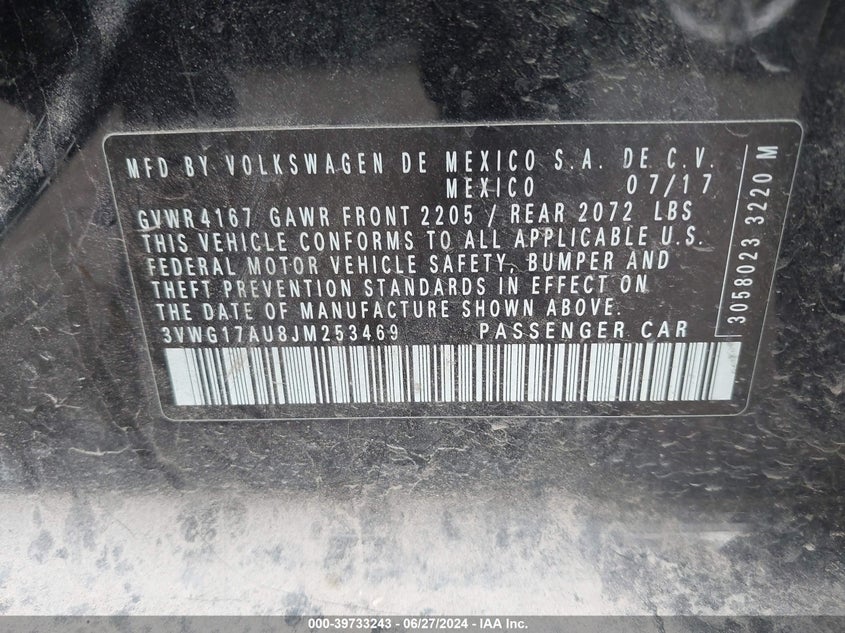 MFD BY VOLKSWAGEN DE MEXICO S.A. DE C.V.
MEXICO 07/17
GVWR 4167 GAWR FRONT 2205 / REAR 2072 LBS
THIS VEHICLE CONFORMS TO ALL APPLICABLE U.S.
FEDERAL MOTOR VEHICLE SAFETY, BUMPER AND
THEFT PREVENTION STANDARDS IN EFFECT ON
THE DATE OF MANUFACTURE SHOWN ABOVE.
3VWG17AU8JM253469 PASSENGER CAR
3058023 3220 M
000-39733243 - 06/27/2024 - IAA Inc.